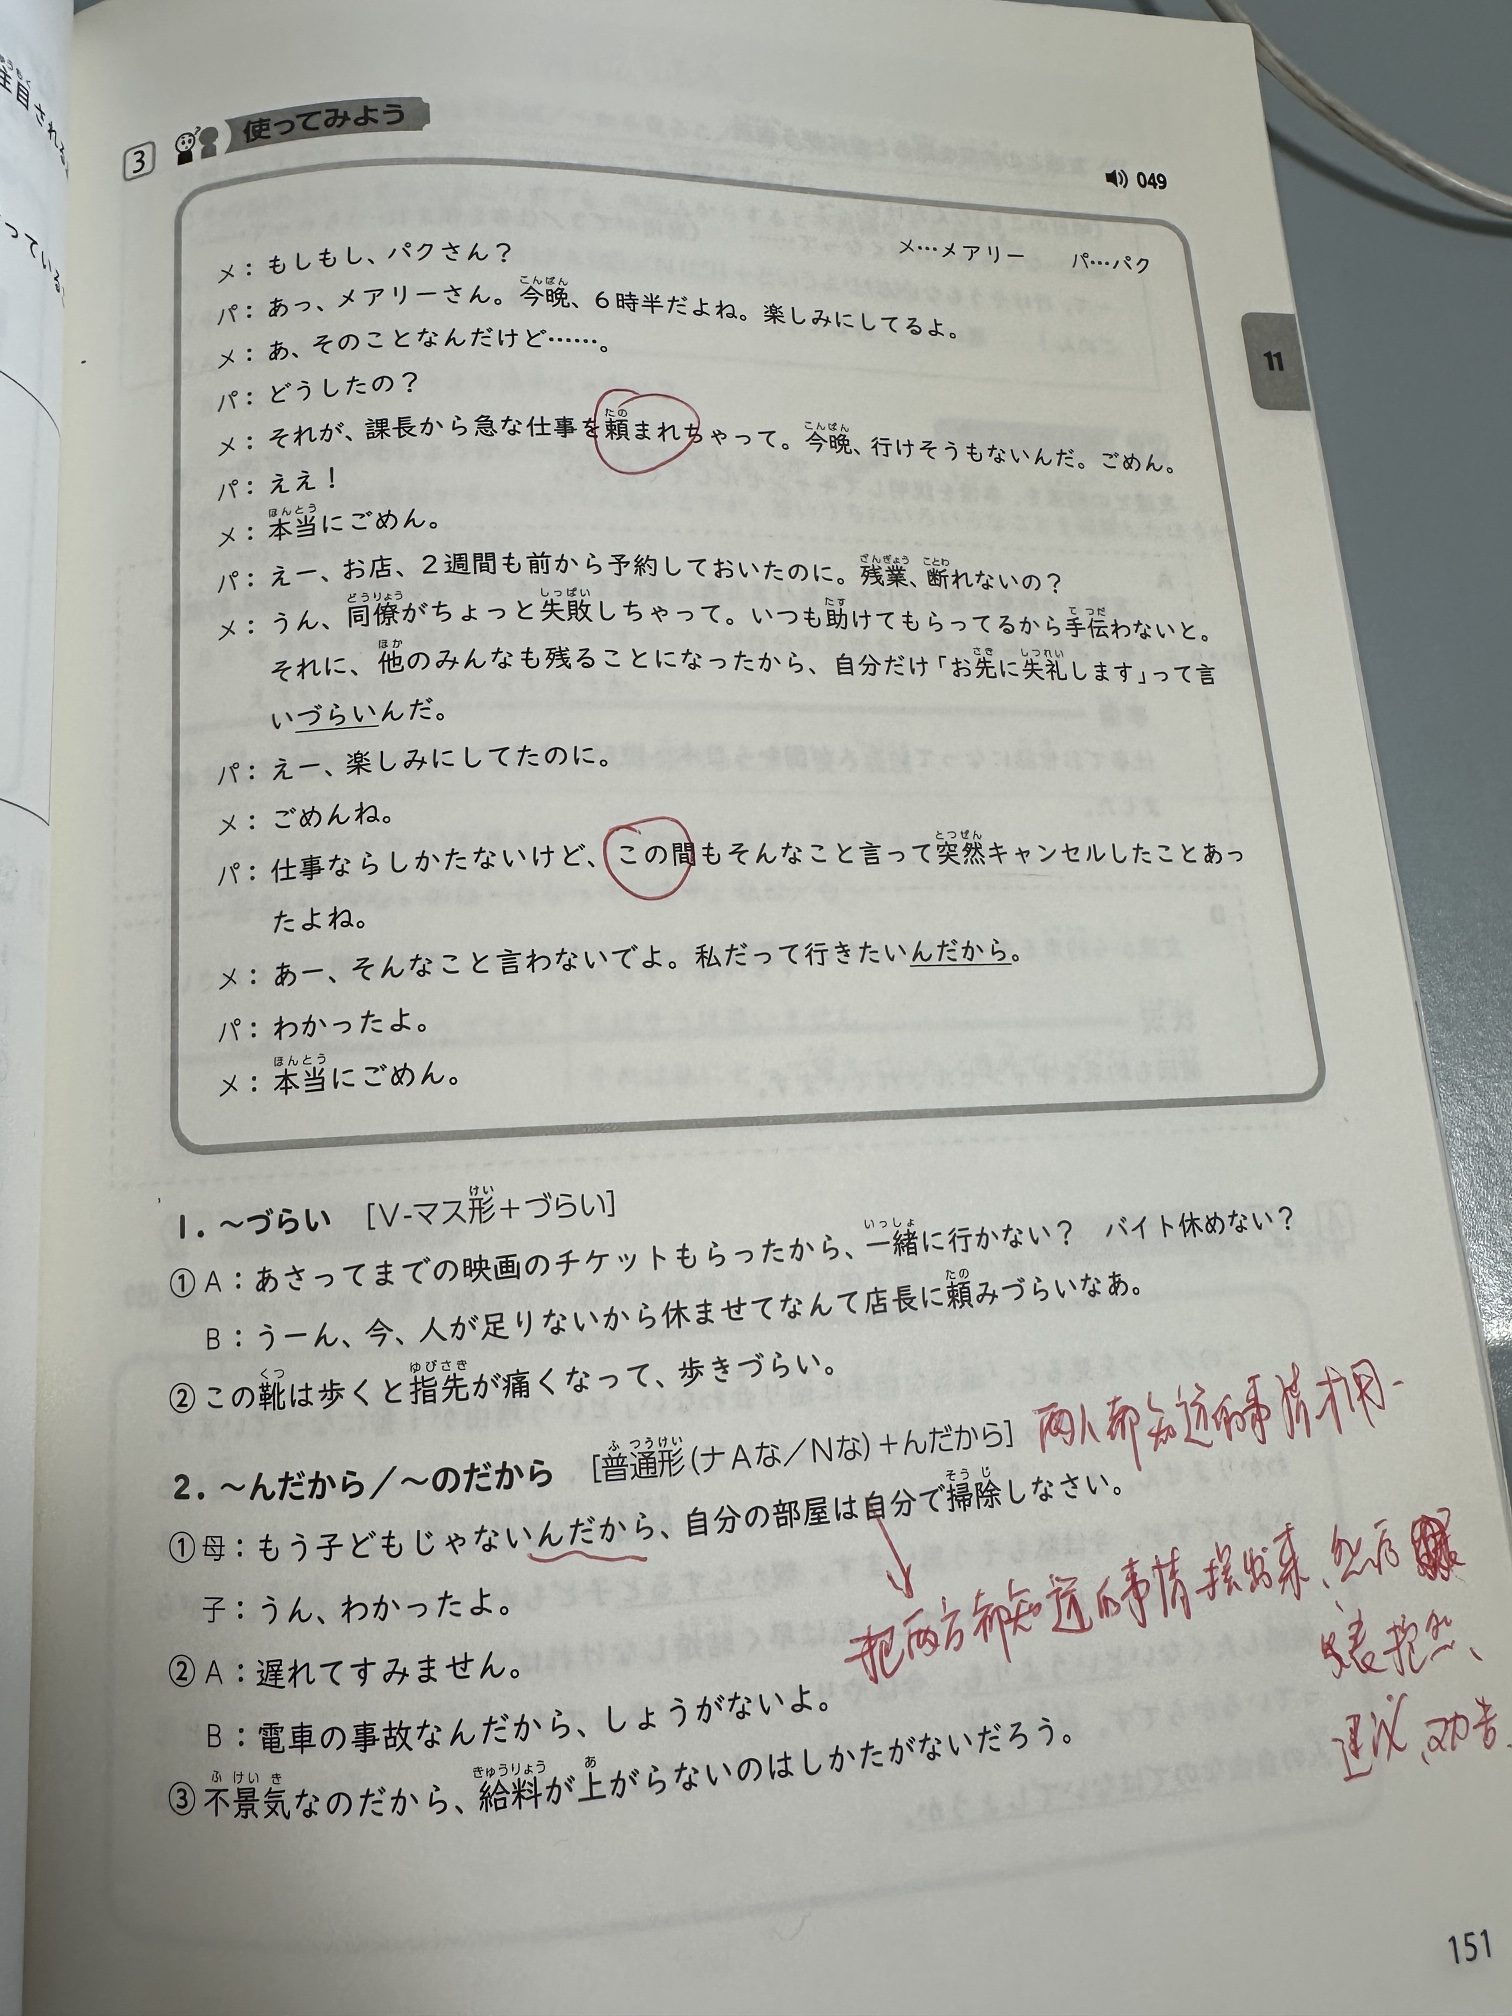 3 使ってみよう
049
メ…メアリー パ…パク
メ：もしもし、パクさん？
パ：あっ、メアリーさん。今晩、6時半だよね。楽しみにしてるよ。
メ：あ、そのことなんだけど……。
パ：どうしたの？
メ：それが、課長から急な仕事を頼まれちゃって。今晩、行けそうもないんだ。ごめん。
パ：ええ！
メ：本当にごめん。
パ：えー、お店、2週間も前から予約しておいたのに。残業、断れないの？
メ：うん、同僚がちょっと失敗しちゃって。いつも助けてもらってるから手伝わないと。
それに、他のみんなも残ることになったから、自分だけ「お先に失礼します」って言
いづらいんだ。
パ：えー、楽しみにしてたのに。
メ：ごめんね。
パ：仕事ならしかたないけど、この間もそんなこと言って突然キャンセルしたことあっ
たよね。
メ：あー、そんなこと言わないでよ。私だって行きたいんだから。
パ：わかったよ。
メ：本当にごめん。
11
1. ～づらい [V-マス形＋づらい]
① A：あさってまでの映画のチケットもらったから、一緒に行かない？ バイト休めない？
B：うーん、今、人が足りないから休ませてなんて店長に頼みづらいなあ。
② この靴は歩くと指先が痛くなって、歩きづらい。
2. ～んだから／～のだから [普通形(ナAな／Nな)＋んだから] 两人都知道的事情才用.
① 母：もう子どもじゃないんだから、自分の部屋は自分で掃除しなさい。
子：うん、わかったよ。
把两方都知道的事情摆出来、然后
发表抱怨、
建议、劝告
② A：遅れてすみません。
B：電車の事故なんだから、しょうがないよ。
③ 不景気なのだから、給料が上がらないのはしかたがないだろう。
151